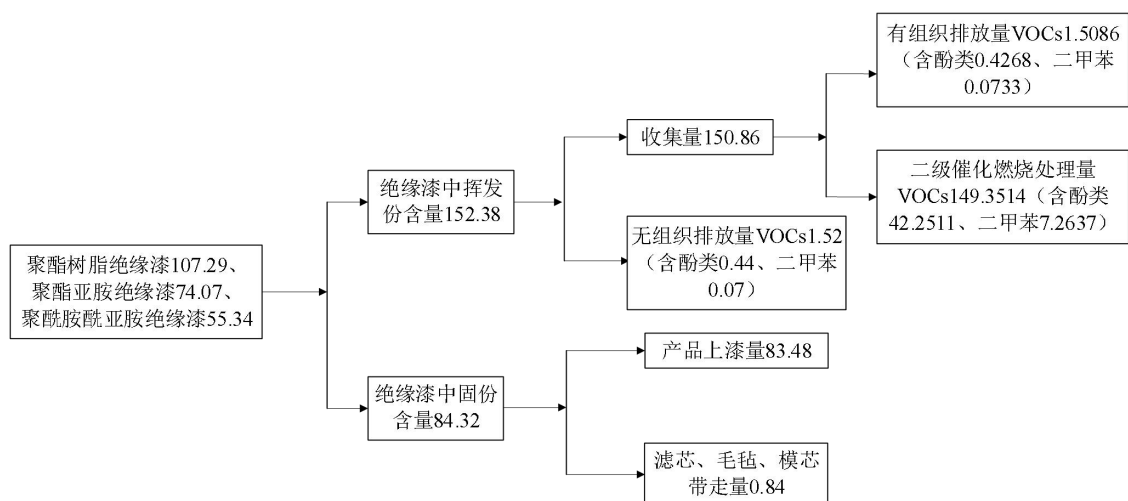 聚酯树脂绝缘漆107.29、
聚酯亚胺绝缘漆74.07、
聚酰胺酰亚胺绝缘漆55.34
绝缘漆中挥发
份含量152.38
绝缘漆中固份
含量84.32
收集量150.86
无组织排放量VOCs1.52
(含酚类0.44、二甲苯
0.07)
产品上漆量83.48
滤芯、毛毡、模芯
带走量0.84
有组织排放量VOCs1.5086
(含酚类0.4268、二甲苯
0.0733)
二级催化燃烧处理量
VOCs149.3514(含酚类
42.2511、二甲苯7.2637)